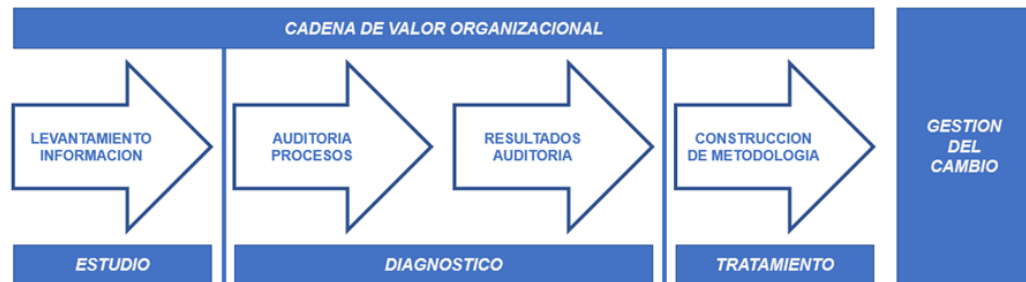 CADENA DE VALOR ORGANIZACIONAL
LEVANTAMIENTO
INFORMACION
AUDITORIA
PROCESOS
RESULTADOS
AUDITORIA
CONSTRUCCION
DE METODOLOGIA
GESTION
DEL
CAMBIO
ESTUDIO
DIAGNOSTICO
TRATAMIENTO